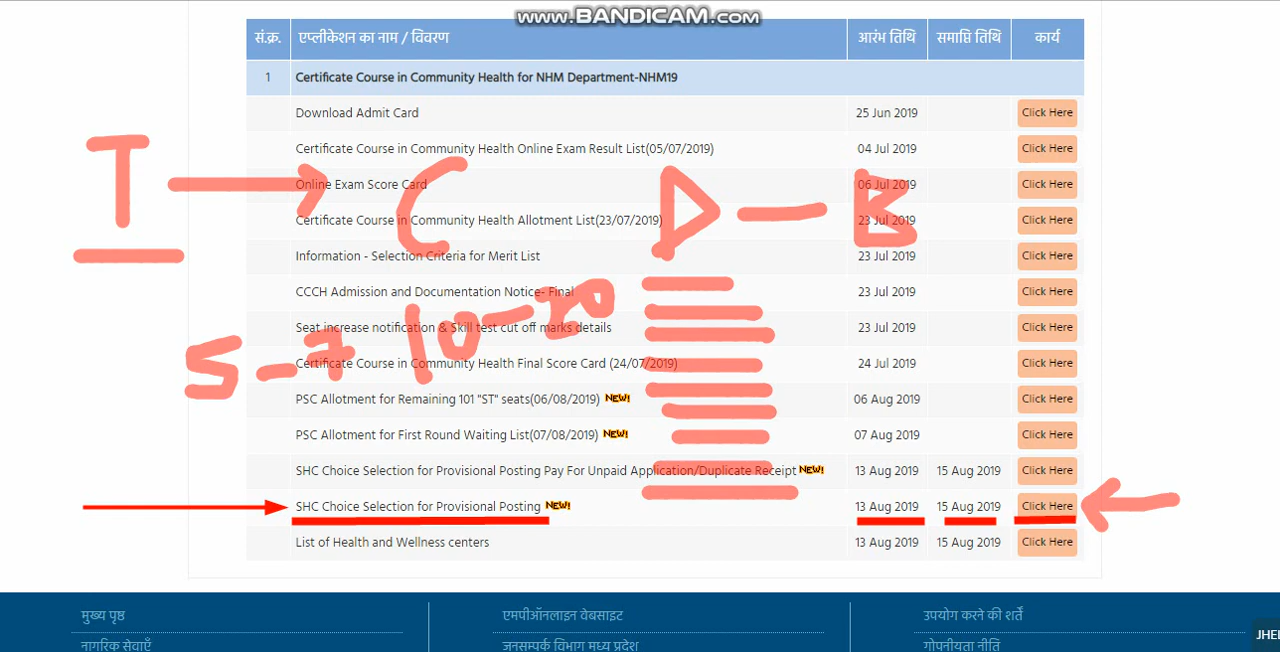 www.BANDICAM.com
सं.क्र. एप्लीकेशन का नाम / विवरण आरंभ तिथि समाप्ति तिथि कार्य
1 Certificate Course in Community Health for NHM Department-NHM19
Download Admit Card 25 Jun 2019 Click Here
Certificate Course in Community Health Online Exam Result List(05/07/2019) 04 Jul 2019 Click Here
T C D - B
Online Exam Score Card 06 Jul 2019 Click Here
Certificate Course in Community Health Allotment List(23/07/2019) 23 Jul 2019 Click Here
Information - Selection Criteria for Merit List 23 Jul 2019 Click Here
CCCH Admission and Documentation Notice- Final 23 Jul 2019 Click Here
5-7 10-20
Seat increase notification & Skill test cut off marks details 23 Jul 2019 Click Here
Certificate Course in Community Health Final Score Card (24/07/2019) 24 Jul 2019 Click Here
PSC Allotment for Remaining 101 "ST" seats(06/08/2019) NEW! 06 Aug 2019 Click Here
PSC Allotment for First Round Waiting List(07/08/2019) NEW! 07 Aug 2019 Click Here
SHC Choice Selection for Provisional Posting Pay For Unpaid Application/Duplicate Receipt NEW! 13 Aug 2019 15 Aug 2019 Click Here
SHC Choice Selection for Provisional Posting NEW! 13 Aug 2019 15 Aug 2019 Click Here
List of Health and Wellness centers 13 Aug 2019 15 Aug 2019 Click Here
मुख्य पृष्ठ एमपीऑनलाइन वेबसाइट उपयोग करने की शर्तें
नागरिक सेवाएँ जनसम्पर्क विभाग मध्य प्रदेश गोपनीयता नीति